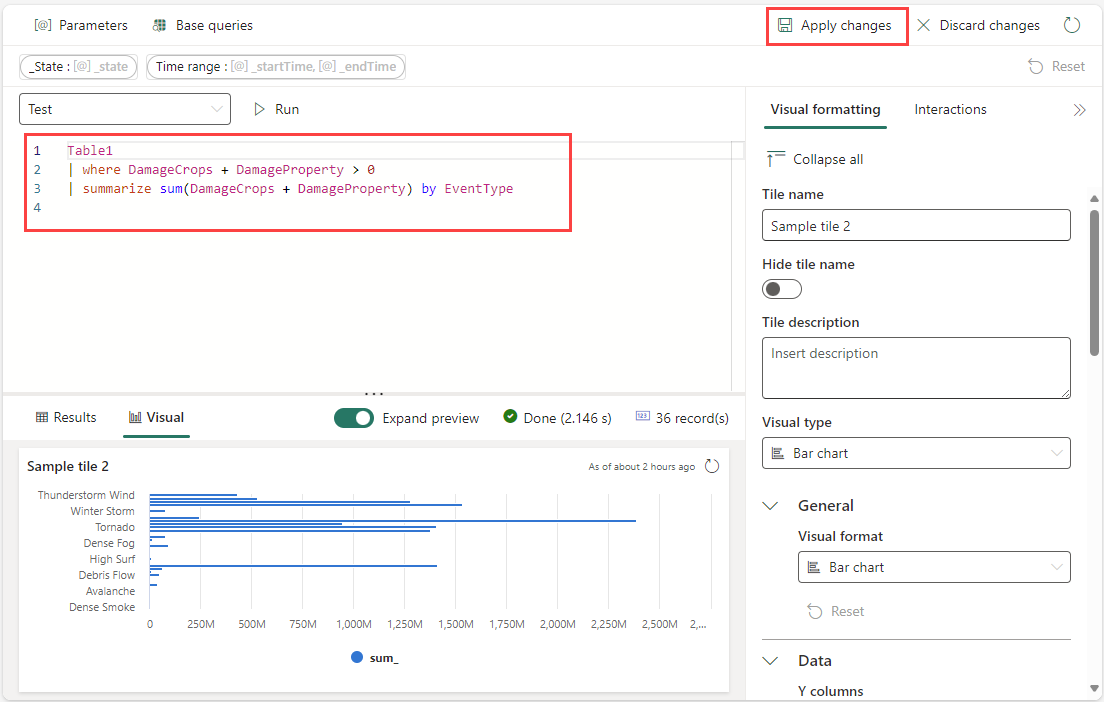 [@] Parameters Base queries Apply changes Discard changes
_State : [@] _state Time range : [@] _startTime, [@] _endTime Reset
Test Run
1 Table1
2 | where DamageCrops + DamageProperty > 0
3 | summarize sum(DamageCrops + DamageProperty) by EventType
4
Results Visual Expand preview Done (2.146 s) 123 36 record(s)
Sample tile 2 As of about 2 hours ago
Thunderstorm Wind
Winter Storm
Tornado
Dense Fog
High Surf
Debris Flow
Avalanche
Dense Smoke
0 250M 500M 750M 1,000M 1,250M 1,500M 1,750M 2,000M 2,250M 2,500M 2,...
sum_
Visual formatting Interactions
Collapse all
Tile name
Sample tile 2
Hide tile name
Tile description
Insert description
Visual type
Bar chart
General
Visual format
Bar chart
Reset
Data
Y columns